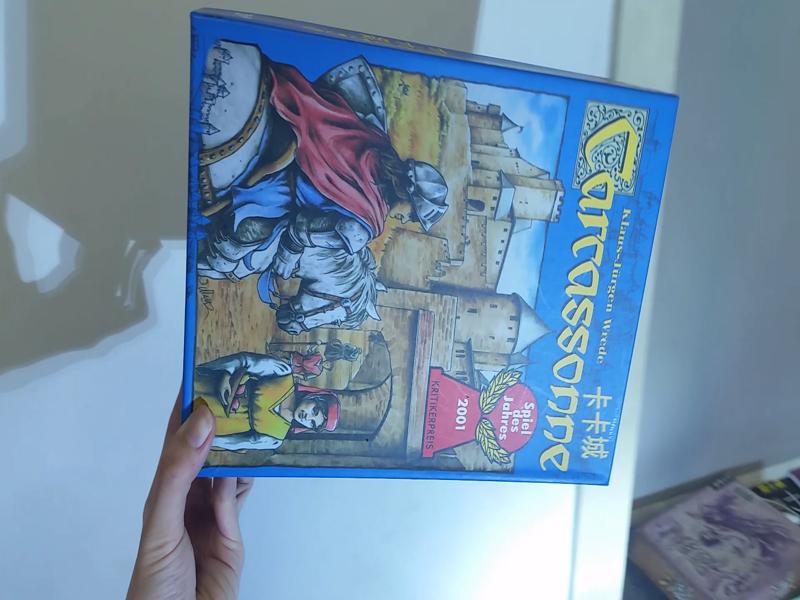 Klaus-Jürgen Wrede
Carcassonne
卡卡城
Spiel
des
Jahres
2001
KRITIKERPREIS